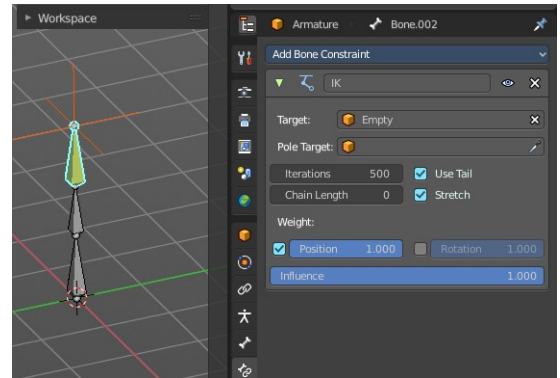 Workspace
Armature Bone.002
Add Bone Constraint
IK
Target: Empty
Pole Target:
Iterations 500 Use Tail
Chain Length 0 Stretch
Weight:
Position 1.000 Rotation 1.000
Influence 1.000